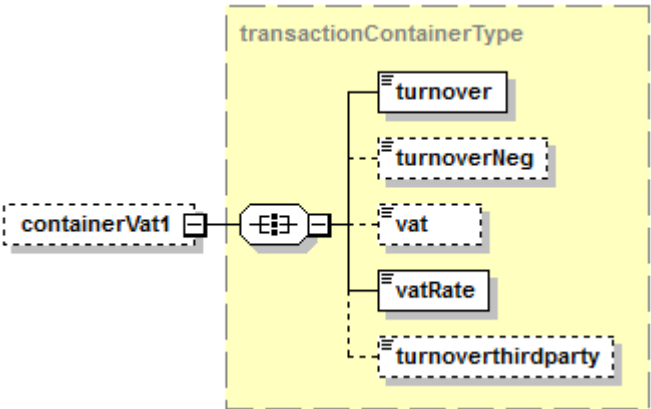 transactionContainerType
turnover
turnoverNeg
containerVat1
vat
vatRate
turnoverthirdparty